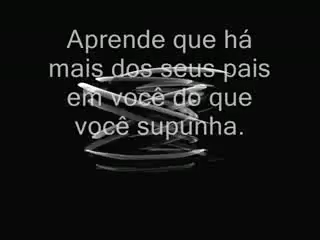 Aprende que há
mais dos seus pais
em você do que
você supunha.